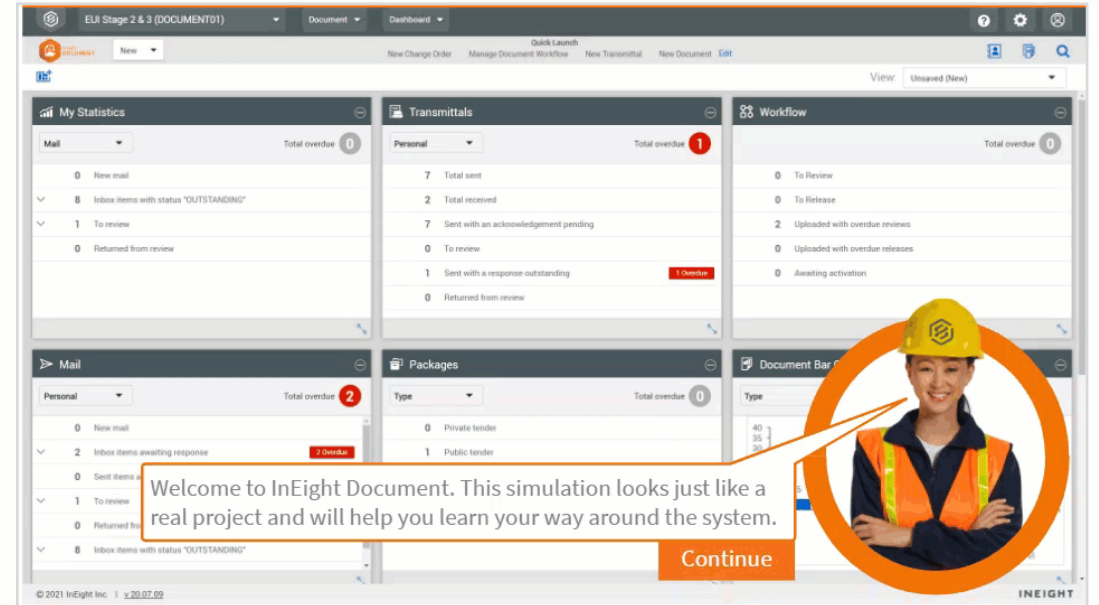 EUI Stage 2 & 3 (DOCUMENT01)
Document
Dashboard
New
Quick Launch
New Change Order Manage Document Workflow New Transmittal New Document Edit
View: Unsaved (New)
My Statistics
Mail
Total overdue 0
0 New mail
8 Inbox items with status "OUTSTANDING"
1 To review
0 Returned from review
Transmittals
Personal
Total overdue 1
7 Total sent
2 Total received
7 Sent with an acknowledgement pending
0 To review
1 Sent with a response outstanding 1 Overdue
0 Returned from review
Workflow
Total overdue 0
0 To Review
0 To Release
2 Uploaded with overdue reviews
0 Uploaded with overdue releases
0 Awaiting activation
Mail
Personal
Total overdue 2
0 New mail
2 Inbox items awaiting response 2 Overdue
0 Sent items
1 To review
0 Returned
8 Inbox items with status "OUTSTANDING"
Packages
Type
Total overdue 0
0 Private tender
1 Public tender
Document Bar
Type
40
35
30
Welcome to InEight Document. This simulation looks just like a
real project and will help you learn your way around the system.
Continue
© 2021 InEight Inc. | v 20.07.09
INEIGHT